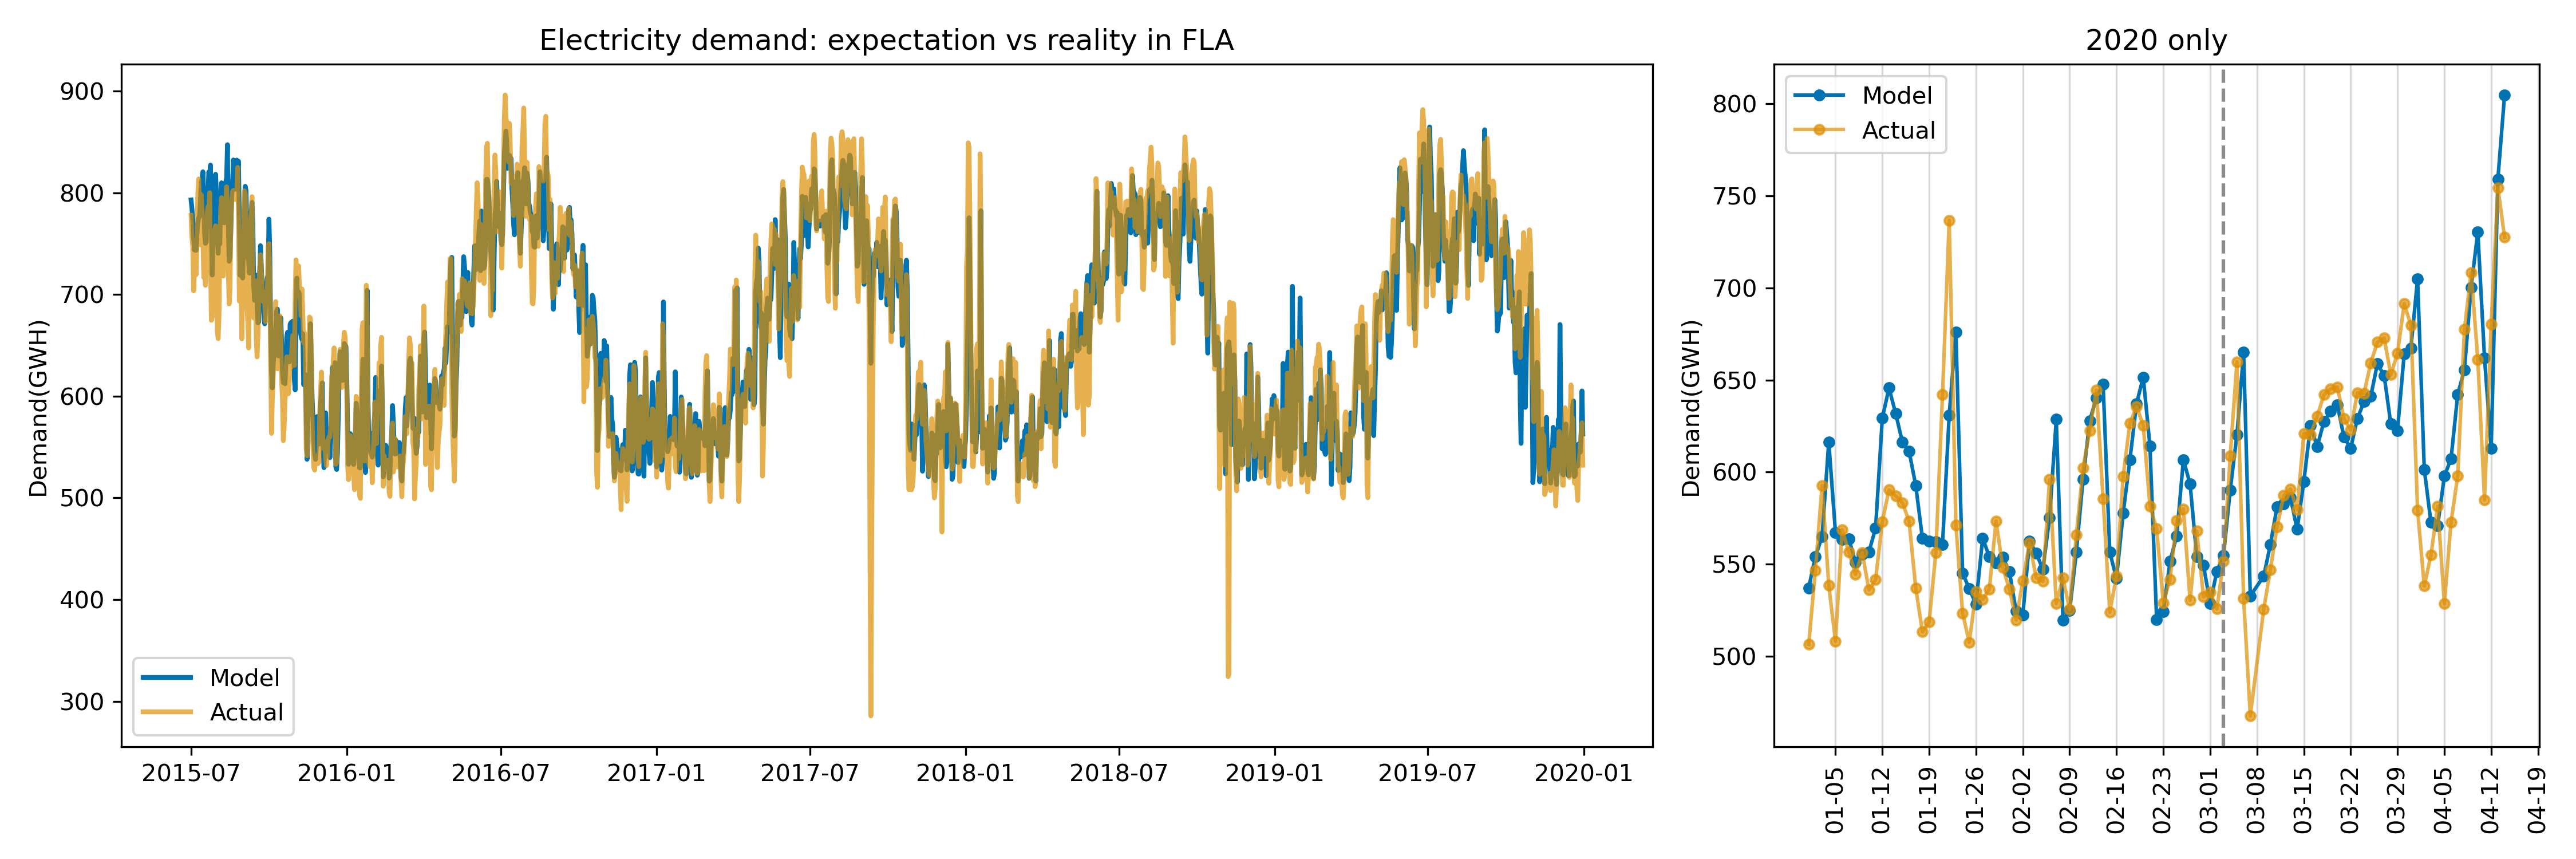 Electricity demand: expectation vs reality in FLA
Demand(GWH)
900
800
700
600
500
400
300
Model
Actual
2015-07 2016-01 2016-07 2017-01 2017-07 2018-01 2018-07 2019-01 2019-07 2020-01
2020 only
Demand(GWH)
800
750
700
650
600
550
500
Model
Actual
01-05 01-12 01-19 01-26 02-02 02-09 02-16 02-23 03-01 03-08 03-15 03-22 03-29 04-05 04-12 04-19